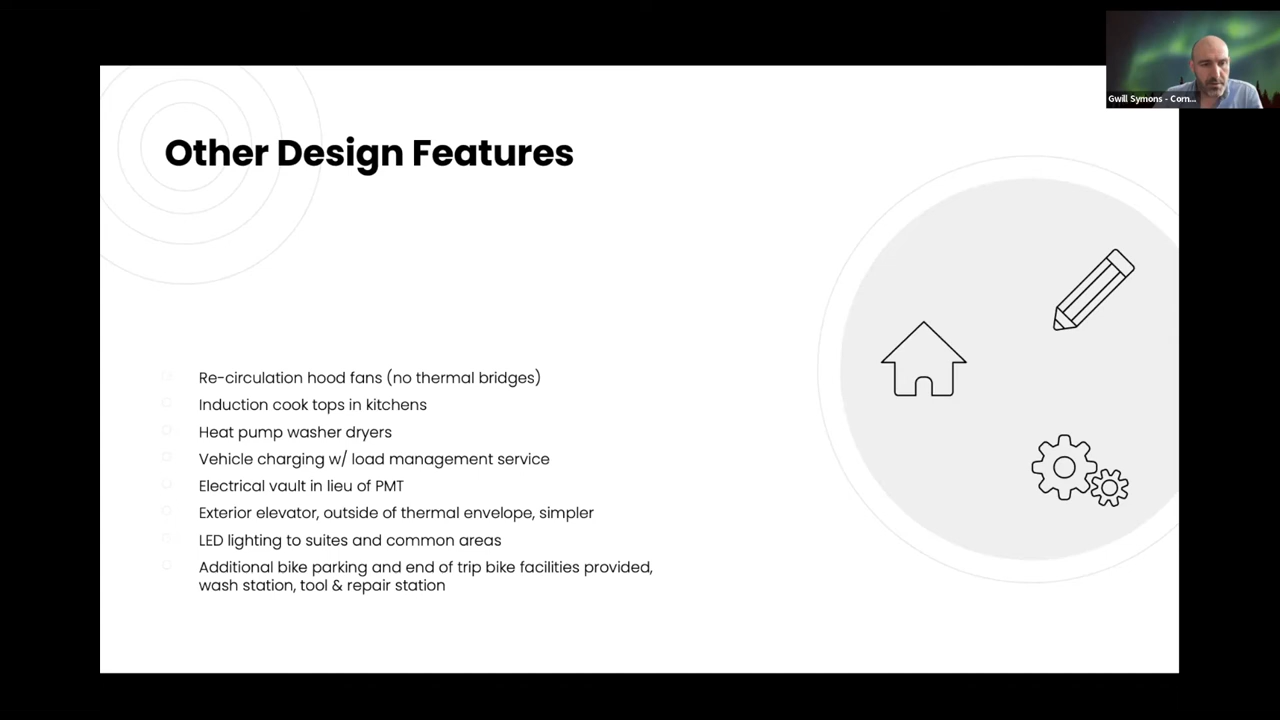 Gwill Symons - Corn...
Other Design Features
Re-circulation hood fans (no thermal bridges)
Induction cook tops in kitchens
Heat pump washer dryers
Vehicle charging w/ load management service
Electrical vault in lieu of PMT
Exterior elevator, outside of thermal envelope, simpler
LED lighting to suites and common areas
Additional bike parking and end of trip bike facilities provided,
wash station, tool & repair station